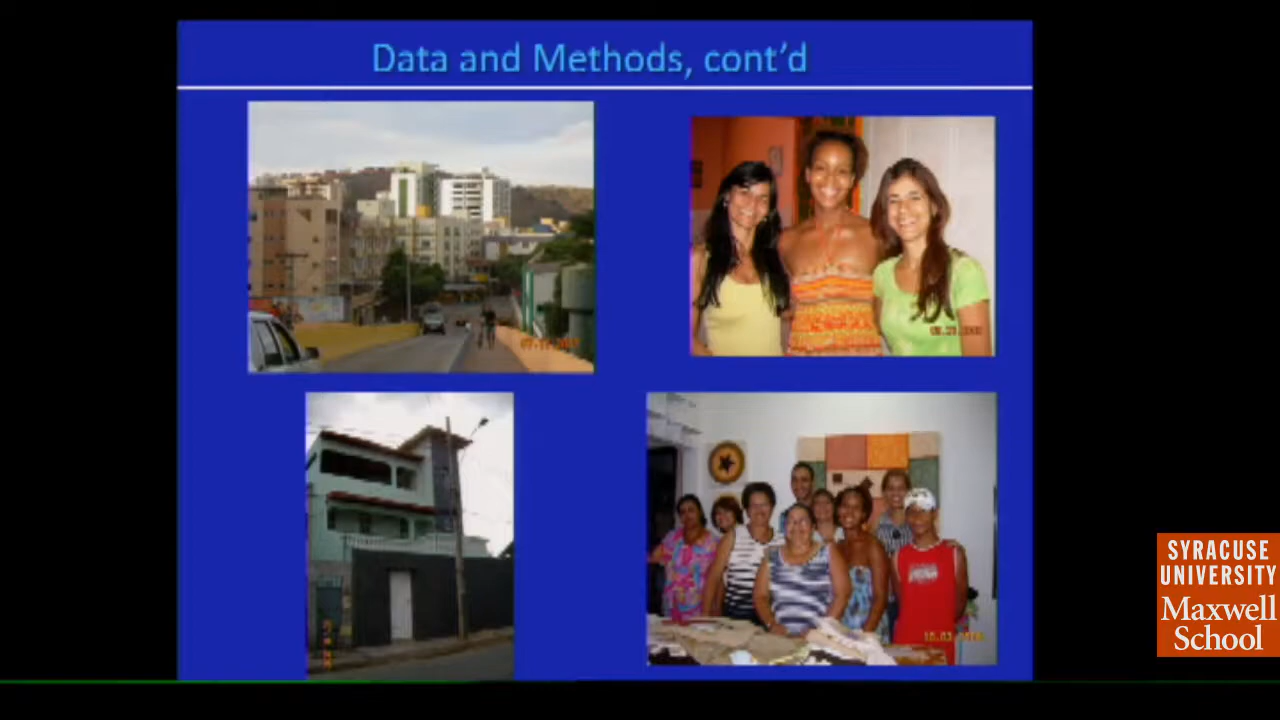 Data and Methods, cont'd
SYRACUSE
UNIVERSITY
Maxwell
School